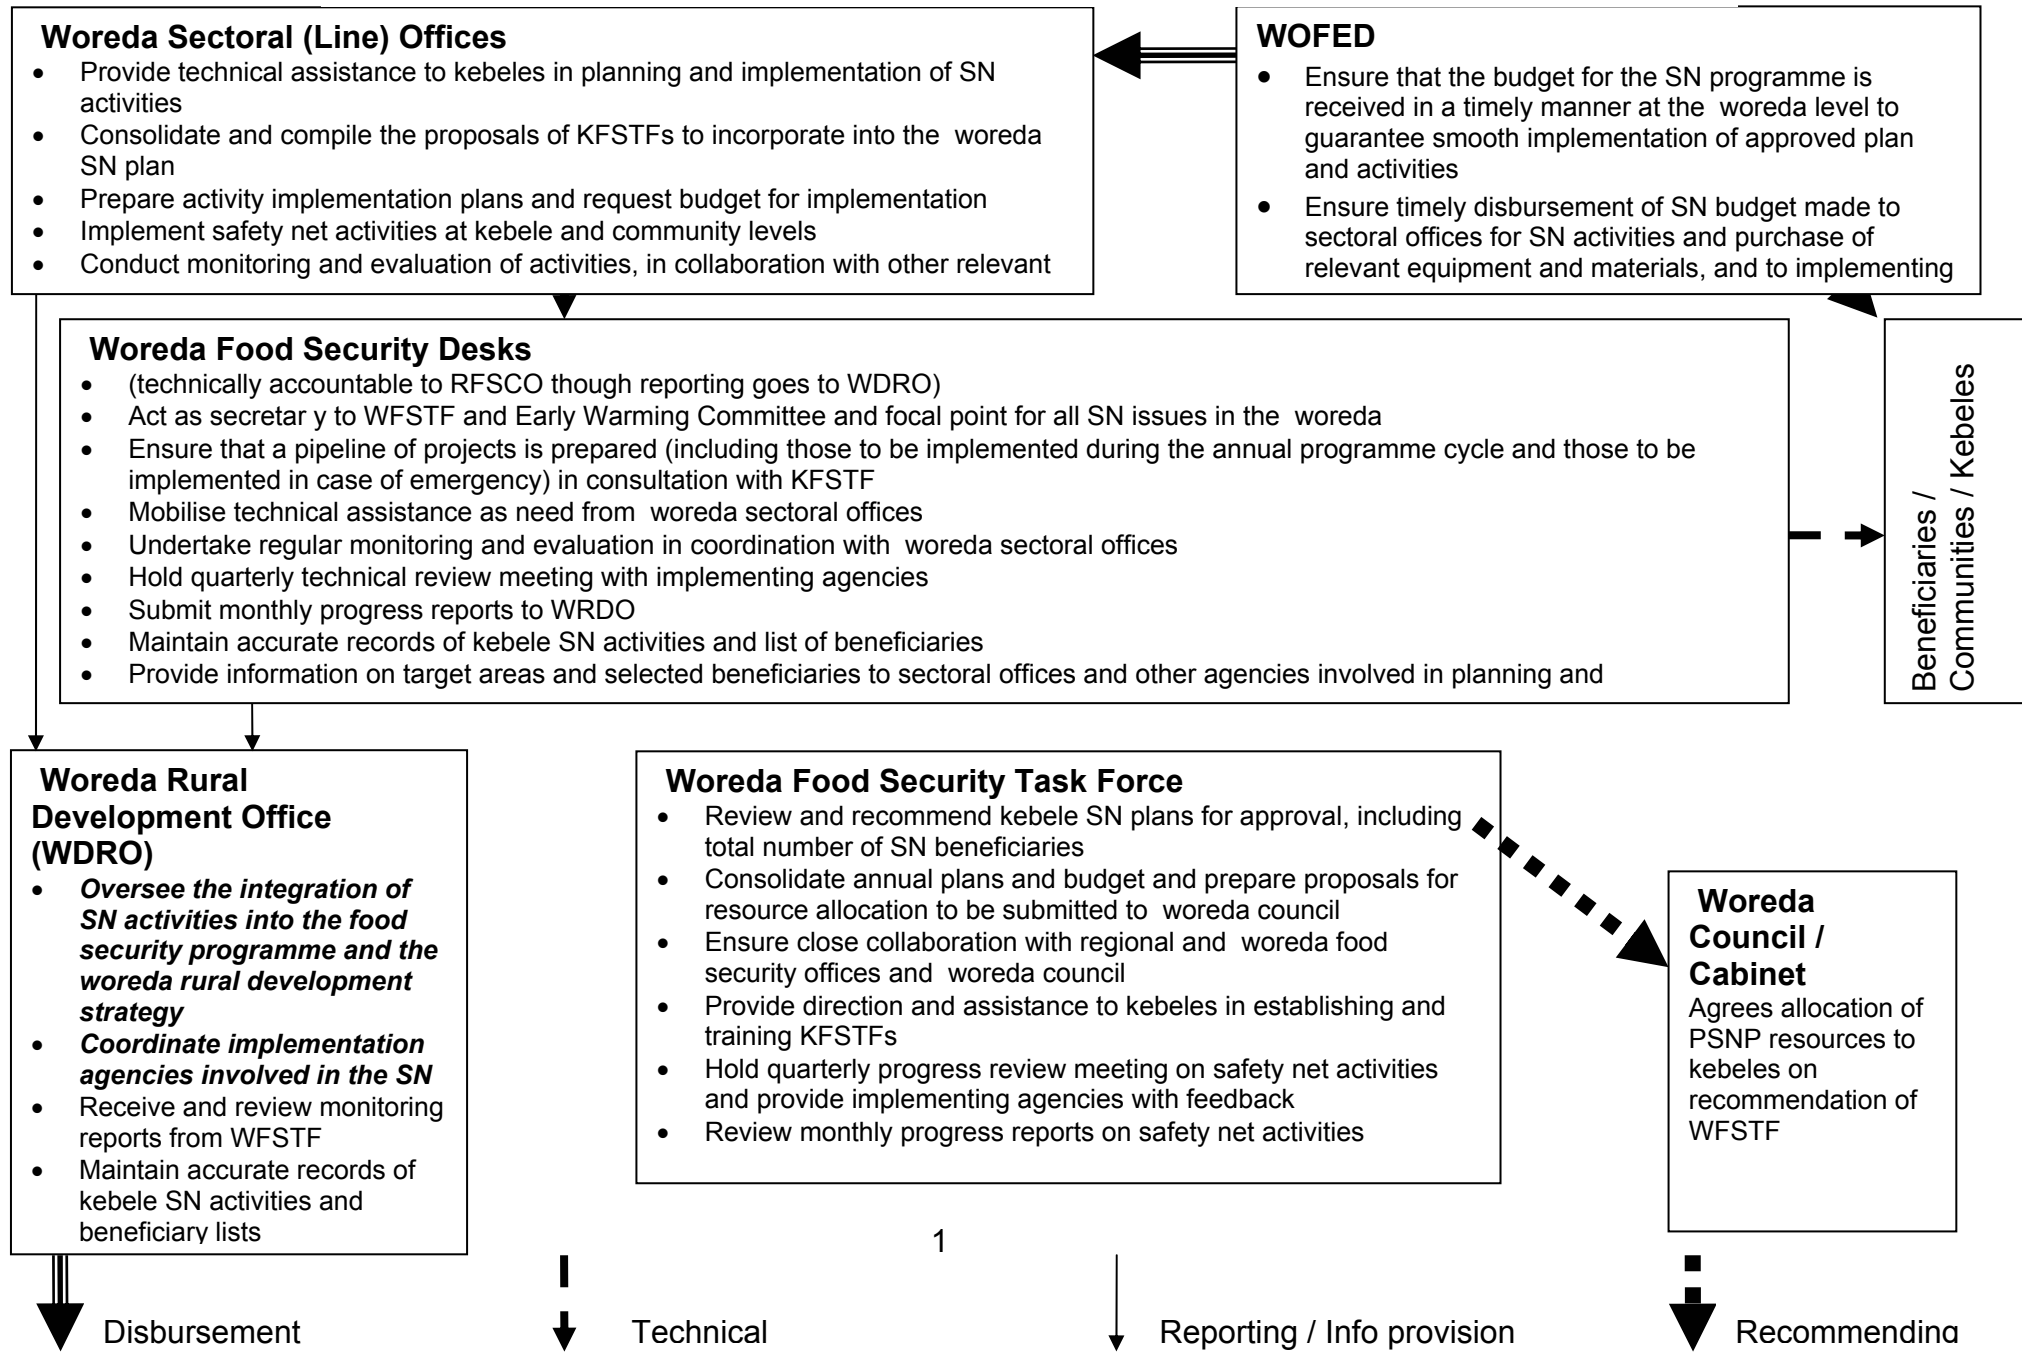 Woreda Sectoral (Line) Offices
• Provide technical assistance to kebeles in planning and implementation of SN
activities
• Consolidate and compile the proposals of KFSTFs to incorporate into the woreda
SN plan
• Prepare activity implementation plans and request budget for implementation
• Implement safety net activities at kebele and community levels
• Conduct monitoring and evaluation of activities, in collaboration with other relevant
WOFED
• Ensure that the budget for the SN programme is
received in a timely manner at the woreda level to
guarantee smooth implementation of approved plan
and activities
• Ensure timely disbursement of SN budget made to
sectoral offices for SN activities and purchase of
relevant equipment and materials, and to implementing
Woreda Food Security Desks
• (technically accountable to RFSCO though reporting goes to WDRO)
• Act as secretar y to WFSTF and Early Warming Committee and focal point for all SN issues in the woreda
• Ensure that a pipeline of projects is prepared (including those to be implemented during the annual programme cycle and those to be
implemented in case of emergency) in consultation with KFSTF
• Mobilise technical assistance as need from woreda sectoral offices
• Undertake regular monitoring and evaluation in coordination with woreda sectoral offices
• Hold quarterly technical review meeting with implementing agencies
• Submit monthly progress reports to WRDO
• Maintain accurate records of kebele SN activities and list of beneficiaries
• Provide information on target areas and selected beneficiaries to sectoral offices and other agencies involved in planning and
Beneficiaries /
Communities / Kebeles
Woreda Rural
Development Office
(WDRO)
• Oversee the integration of
SN activities into the food
security programme and the
woreda rural development
strategy
• Coordinate implementation
agencies involved in the SN
• Receive and review monitoring
reports from WFSTF
• Maintain accurate records of
kebele SN activities and
beneficiary lists
Woreda Food Security Task Force
• Review and recommend kebele SN plans for approval, including
total number of SN beneficiaries
• Consolidate annual plans and budget and prepare proposals for
resource allocation to be submitted to woreda council
• Ensure close collaboration with regional and woreda food
security offices and woreda council
• Provide direction and assistance to kebeles in establishing and
training KFSTFs
• Hold quarterly progress review meeting on safety net activities
and provide implementing agencies with feedback
• Review monthly progress reports on safety net activities
Woreda
Council /
Cabinet
Agrees allocation of
PSNP resources to
kebeles on
recommendation of
WFSTF
1
Disbursement
Technical
Reporting / Info provision
Recommending